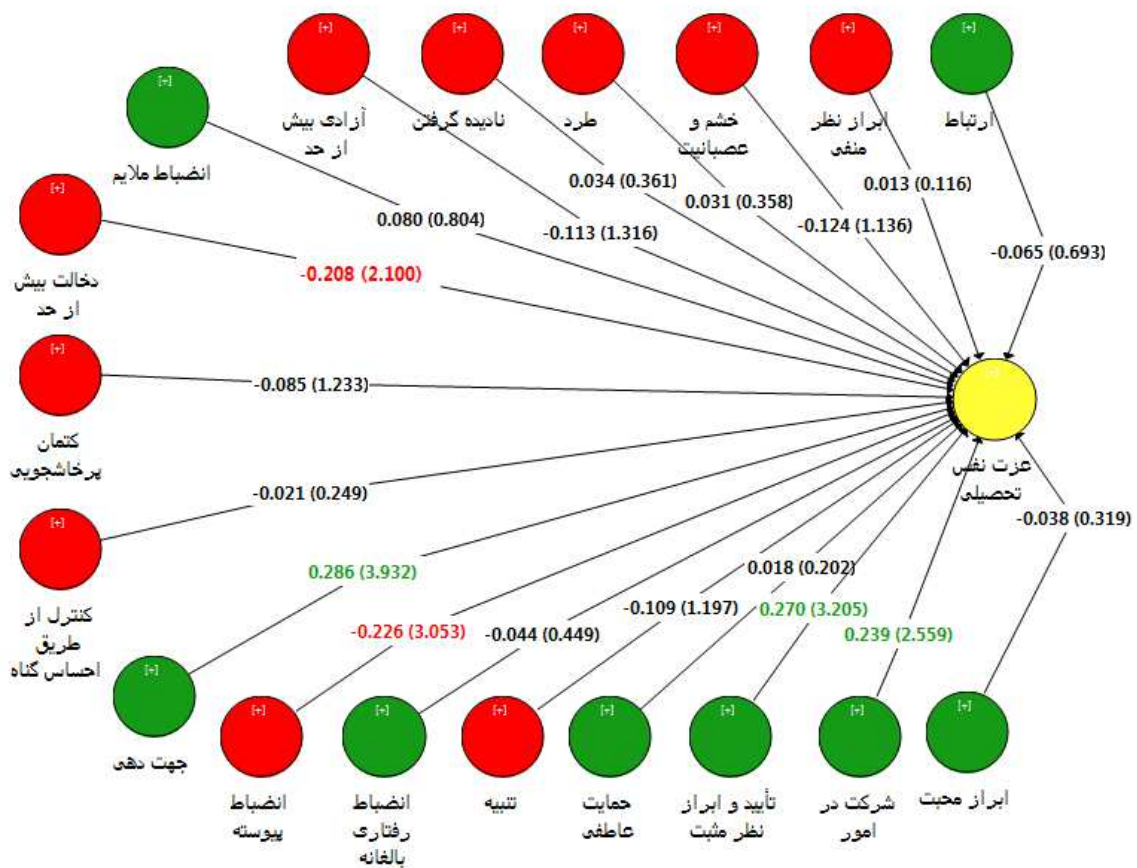 [+]
[+]
[+]
[+]
[+]
[+]
ارتباط
ابراز نظر
منفی
خشم و
عصبانیت
طرد
نادیده گرفتن
آزادی بیش
از حد
[+]
انضباط ملایم
[+]
دخالت بیش
از حد
[+]
کتمان
پرخاشجویی
[+]
کنترل از
طریق
احساس گناه
[+]
جهت دهی
0.034 (0.361)
0.031 (0.358)
0.013 (0.116)
0.080 (0.804)
-0.113 (1.316)
-0.124 (1.136)
-0.065 (0.693)
-0.208 (2.100)
-0.085 (1.233)
-0.021 (0.249)
[+]
عزت نفس
تحصیلی
-0.038 (0.319)
0.286 (3.932)
0.018 (0.202)
-0.109 (1.197)
0.270 (3.205)
-0.226 (3.053)
-0.044 (0.449)
0.239 (2.559)
[+]
[+]
[+]
[+]
[+]
[+]
[+]
ابراز محبت
شرکت در
امور
تأیید و ابراز
نظر مثبت
حمایت
عاطفی
تنبیه
انضباط
رفتاری
بالغانه
انضباط
پیوسته